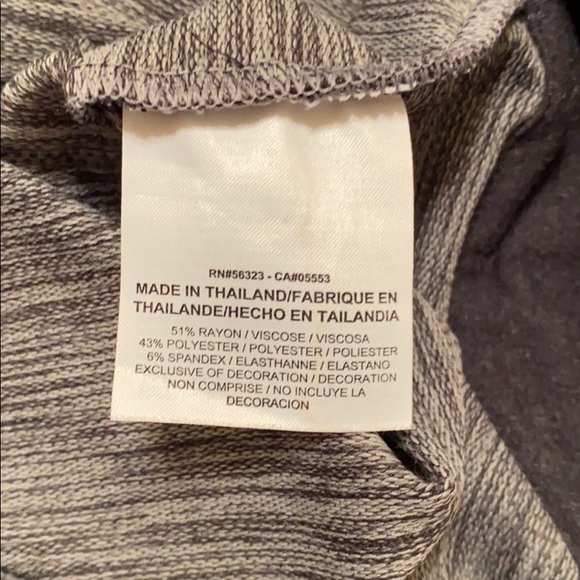 RN#56323 - CA#05553
MADE IN THAILAND/FABRIQUE EN
THAILANDE/HECHO EN TAILANDIA
51% RAYON / VISCOSE / VISCOSA
43% POLYESTER / POLYESTER / POLIESTER
6% SPANDEX / ELASTHANNE / ELASTANO
EXCLUSIVE OF DECORATION / DECORATION
NON COMPRISE / NO INCLUYE LA
DECORACION